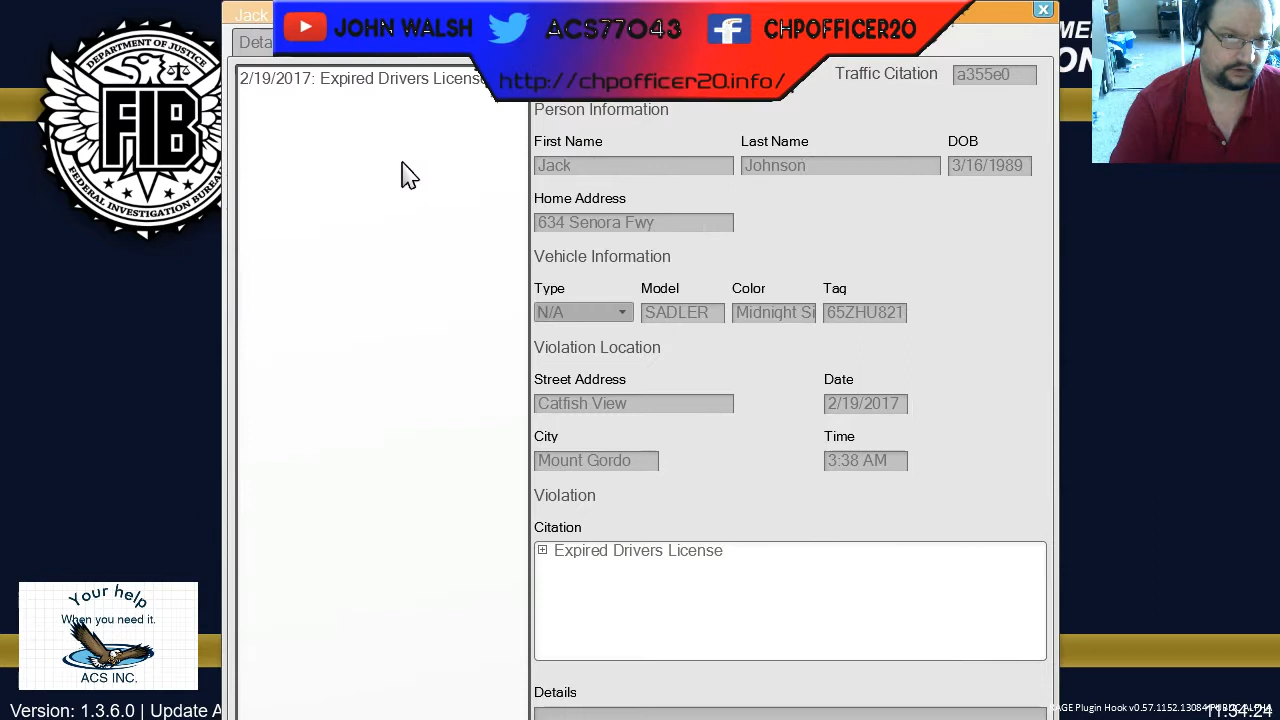 Jack
JOHN WALSH ACS77043 CHPOFFICER20
http://chpofficer20.info/
DEPARTMENT OF JUSTICE
FIB
FEDERAL INVESTIGATION BUREAU
Deta
2/19/2017: Expired Drivers License
Traffic Citation a355e0
Person Information
First Name Last Name DOB
Jack Johnson 3/16/1989
Home Address
634 Senora Fwy
Vehicle Information
Type Model Color Tag
N/A SADLER Midnight Si 65ZHU821
Violation Location
Street Address Date
Catfish View 2/19/2017
City Time
Mount Gordo 3:38 AM
Violation
Citation
Expired Drivers License
Details
Your help
When you need it.
ACS INC.
Version: 1.3.6.0 | Update A
11:34:24